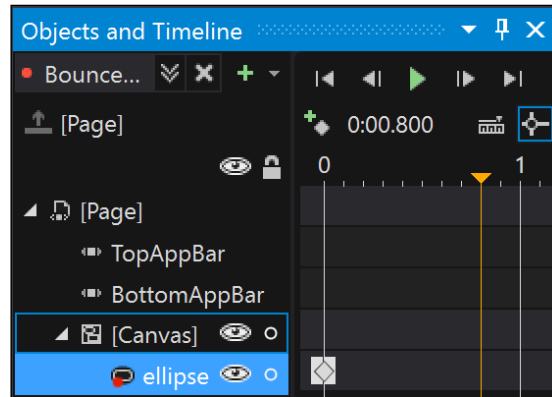 Objects and Timeline
Bounce...
[Page] 0:00.800
0 1
[Page]
TopAppBar
BottomAppBar
[Canvas]
ellipse